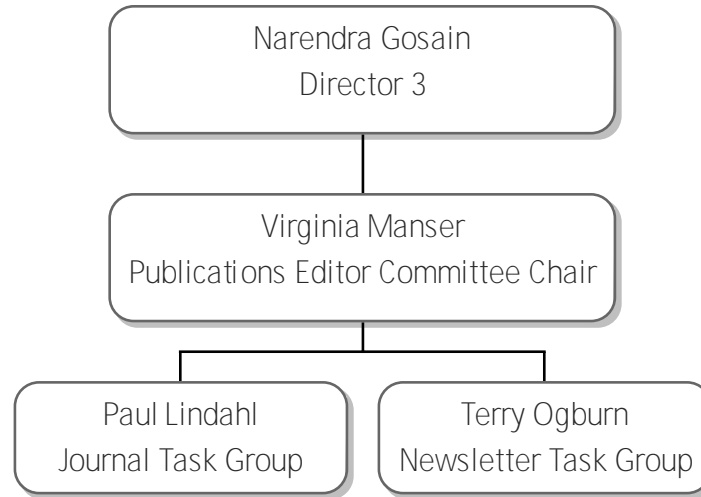 Narendra Gosain
Director 3
Virginia Manser
Publications Editor Committee Chair
Paul Lindahl
Journal Task Group
Terry Ogburn
Newsletter Task Group